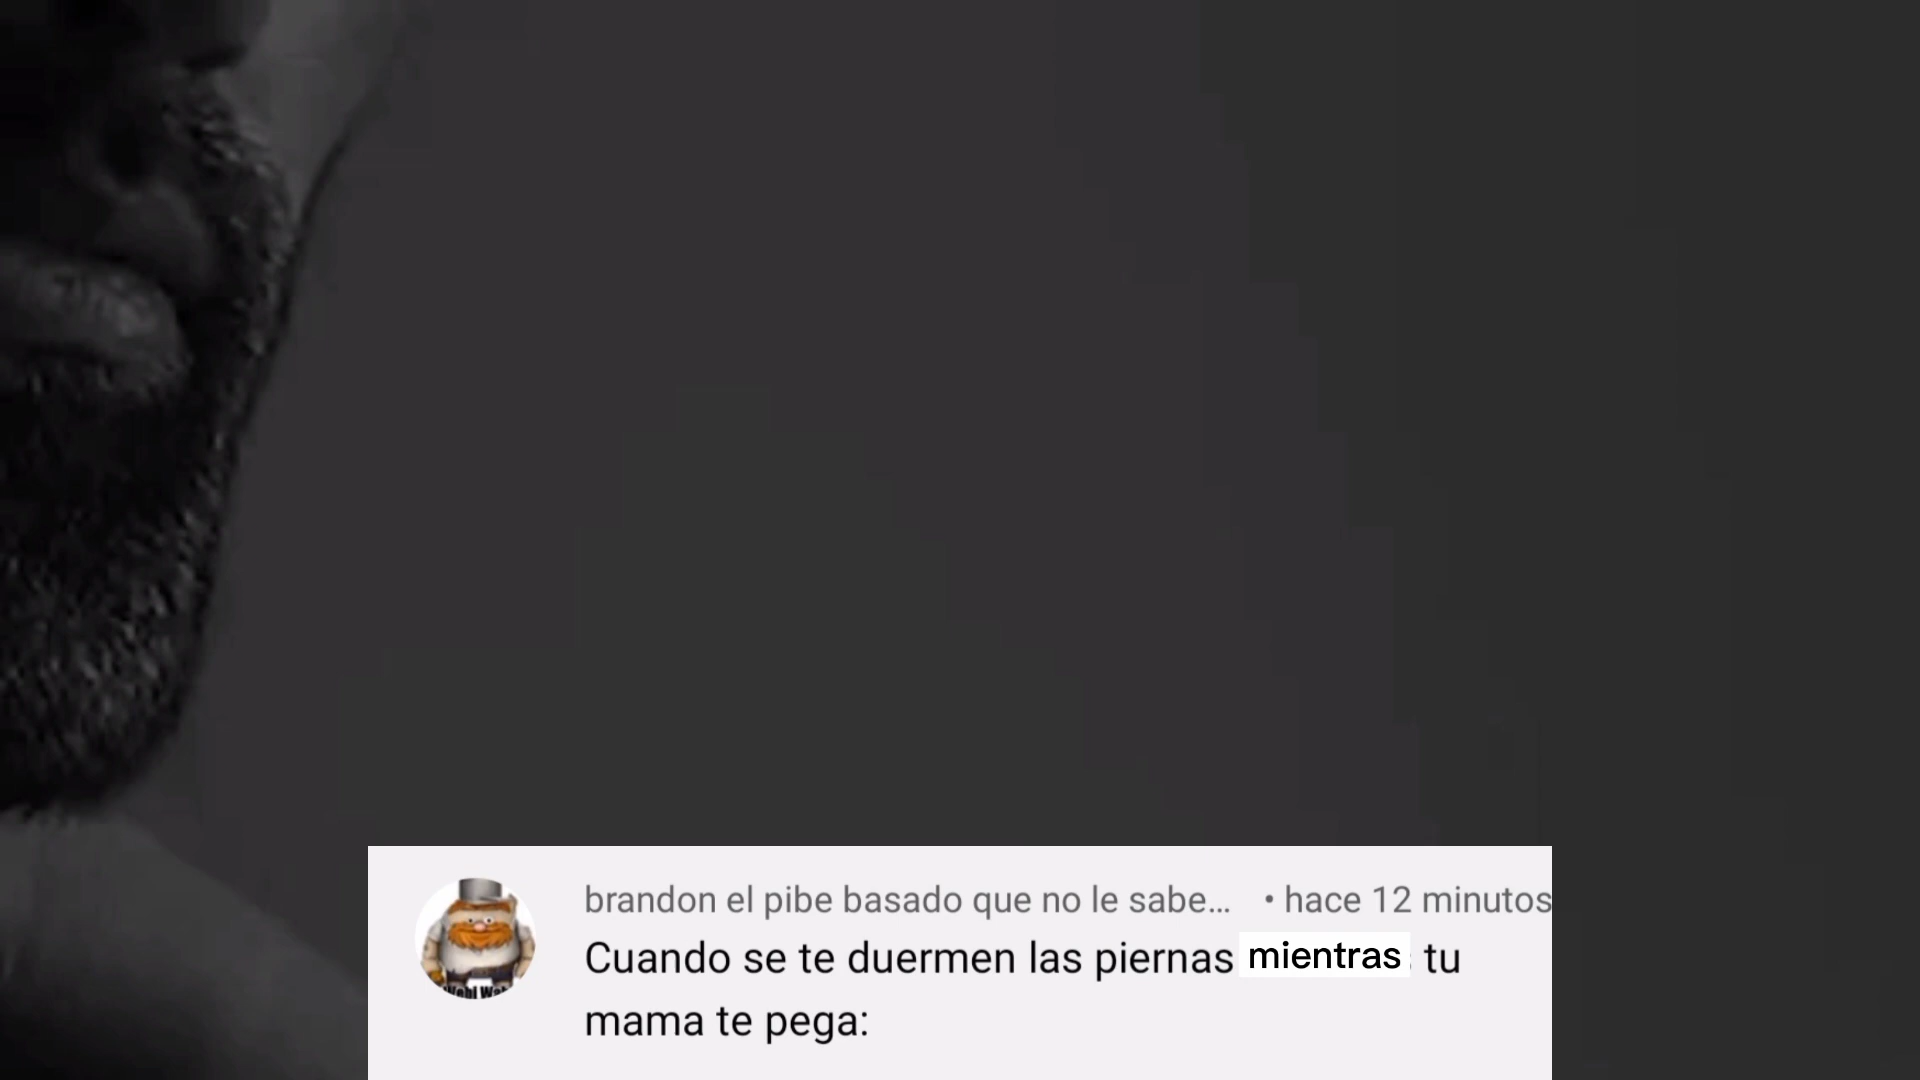 brandon el pibe basado que no le sabe... • hace 12 minutos
Cuando se te duermen las piernas mientras tu
mama te pega: